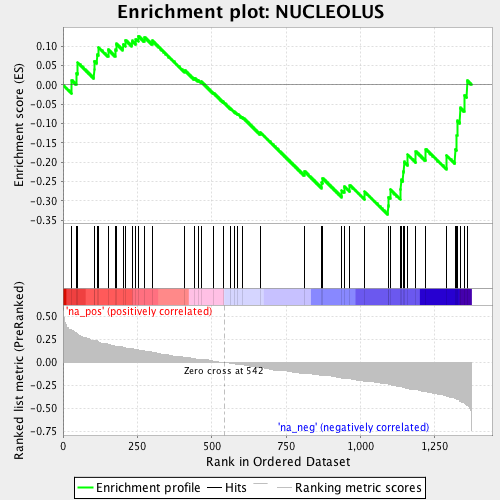 Enrichment plot: NUCLEOLUS
Enrichment score (ES)
0.10
0.05
0.00
-0.05
-0.10
-0.15
-0.20
-0.25
-0.30
-0.35
'na_pos' (positively correlated)
Ranked list metric (PreRanked)
0.50
0.25
0.00
-0.25
-0.50
-0.75
Zero cross at 542
'na_neg' (negatively correlated)
0
250
500
750
1,000
1,250
Rank in Ordered Dataset
Enrichment profile
Hits
Ranking metric scores